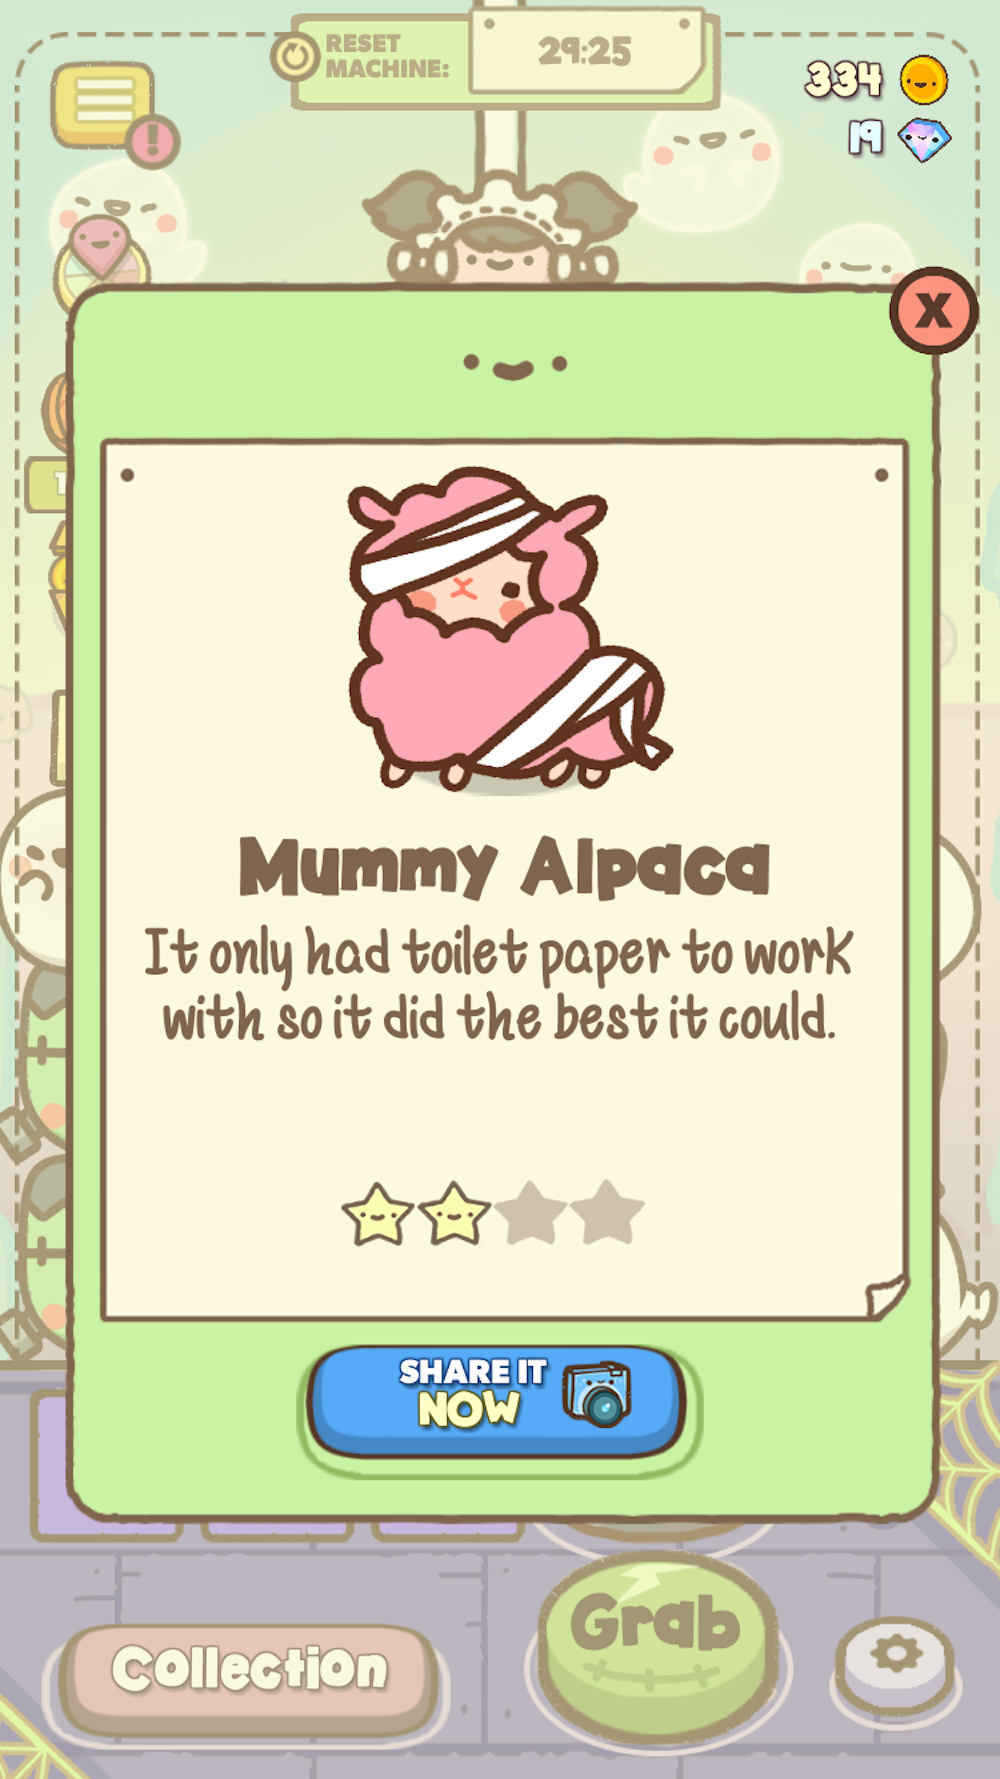 RESET
MACHINE:
29:25
334
19
!
X
Mummy Alpaca
It only had toilet paper to work
with so it did the best it could.
SHARE IT
NOW
Grab
Collection